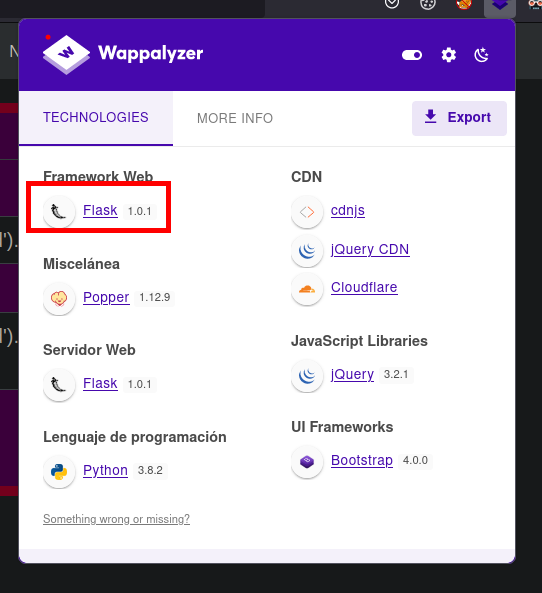 Wappalyzer
TECHNOLOGIES
MORE INFO
Export
Framework Web
Flask 1.0.1
Miscelánea
Popper 1.12.9
Servidor Web
Flask 1.0.1
Lenguaje de programación
Python 3.8.2
Something wrong or missing?
CDN
cdnjs
jQuery CDN
Cloudflare
JavaScript Libraries
jQuery 3.2.1
UI Frameworks
Bootstrap 4.0.0